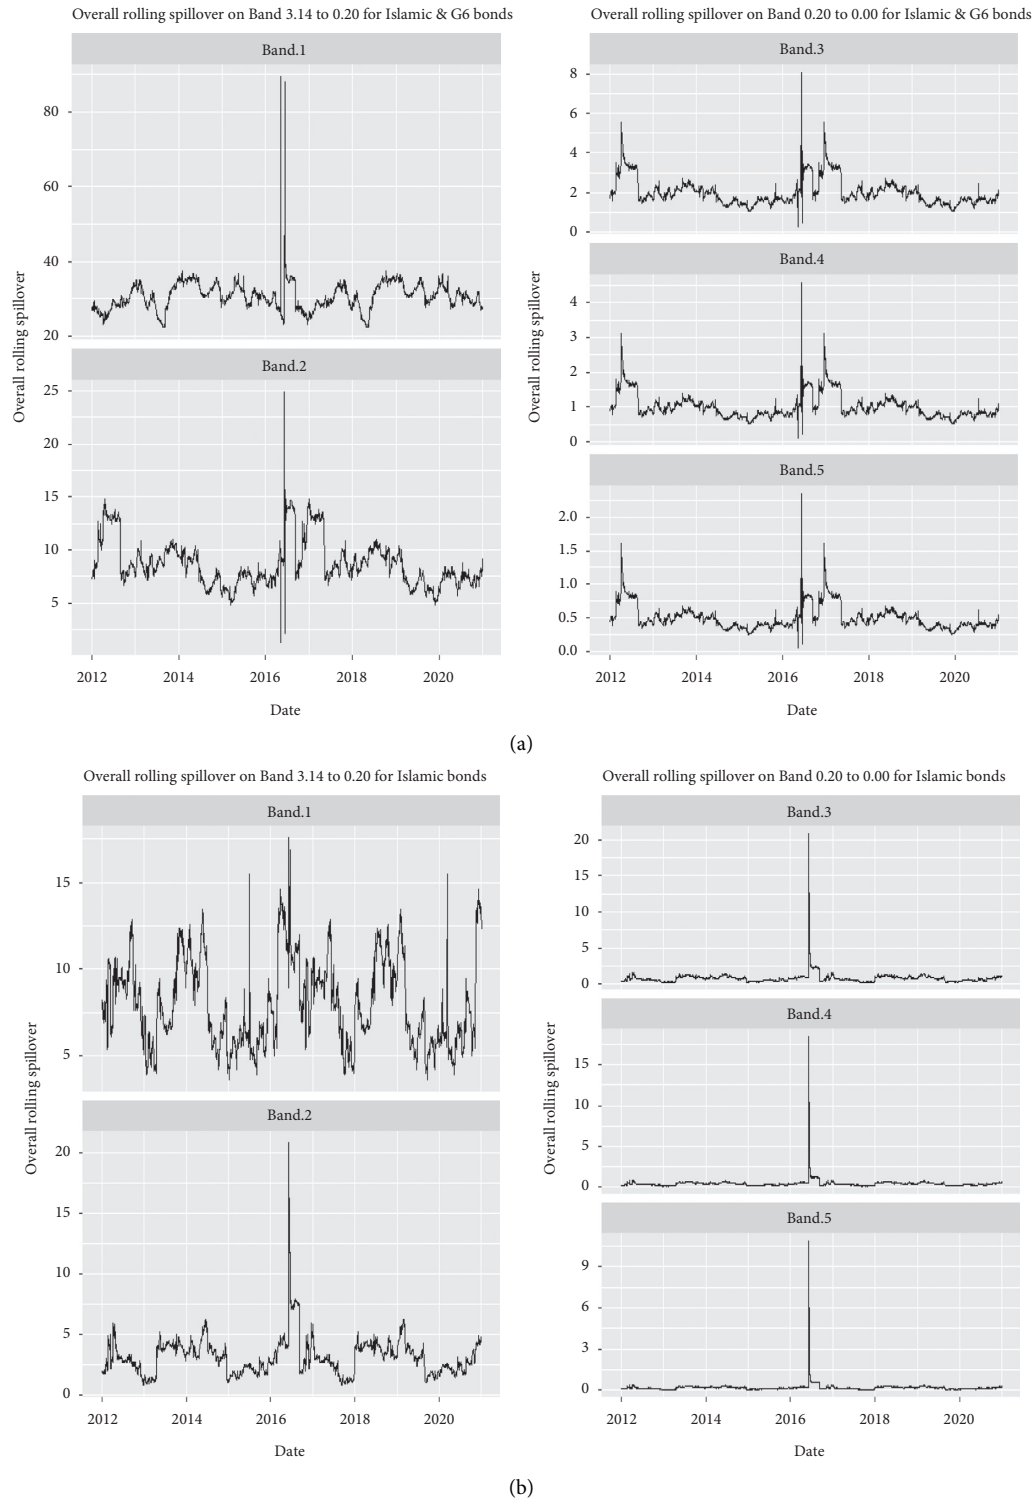 Overall rolling spillover on Band 3.14 to 0.20 for Islamic & G6 bonds
Band.1
80
60
40
20
Band.2
25
20
15
10
5
Overall rolling spillover
2012 2014 2016 2018 2020
Date
Overall rolling spillover on Band 0.20 to 0.00 for Islamic & G6 bonds
Band.3
8
6
4
2
0
Band.4
4
3
2
1
0
Band.5
2.0
1.5
1.0
0.5
0.0
Overall rolling spillover
2012 2014 2016 2018 2020
Date
(a)
Overall rolling spillover on Band 3.14 to 0.20 for Islamic bonds
Band.1
15
10
5
Band.2
20
15
10
5
0
Overall rolling spillover
2012 2014 2016 2018 2020
Date
Overall rolling spillover on Band 0.20 to 0.00 for Islamic bonds
Band.3
20
15
10
5
0
Band.4
15
10
5
0
Band.5
9
6
3
0
Overall rolling spillover
2012 2014 2016 2018 2020
Date
(b)